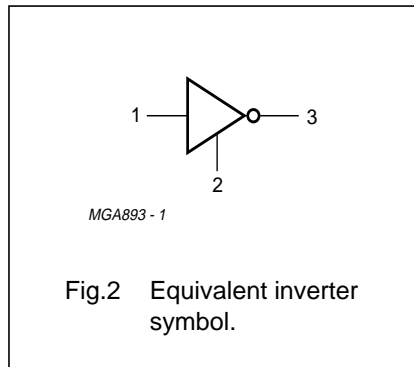 1
3
2
MGA893 - 1
Fig.2 Equivalent inverter
symbol.